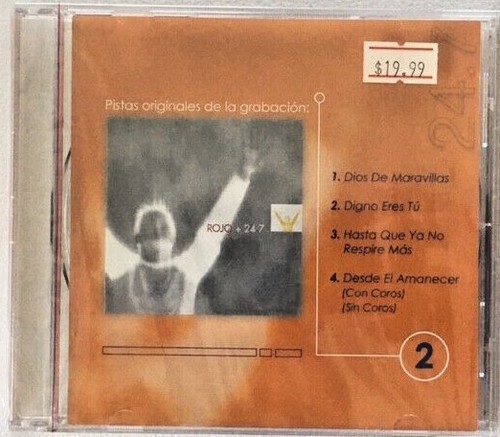 $19.99
24.7
Pistas originales de la grabación:
ROJO + 24·7
1. Dios De Maravillas
2. Digno Eres Tú
3. Hasta Que Ya No
Respire Más
4. Desde El Amanecer
(Con Coros)
(Sin Coros)
2